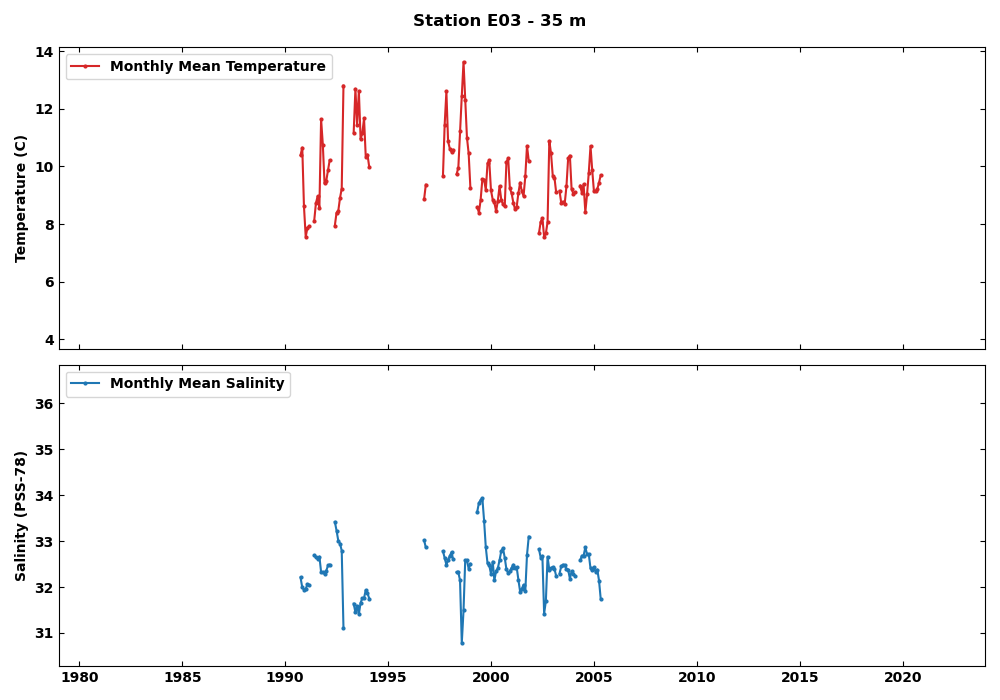 Station E03 - 35 m
Monthly Mean Temperature
Temperature (C)
14
12
10
8
6
4
Monthly Mean Salinity
Salinity (PSS-78)
36
35
34
33
32
31
1980 1985 1990 1995 2000 2005 2010 2015 2020